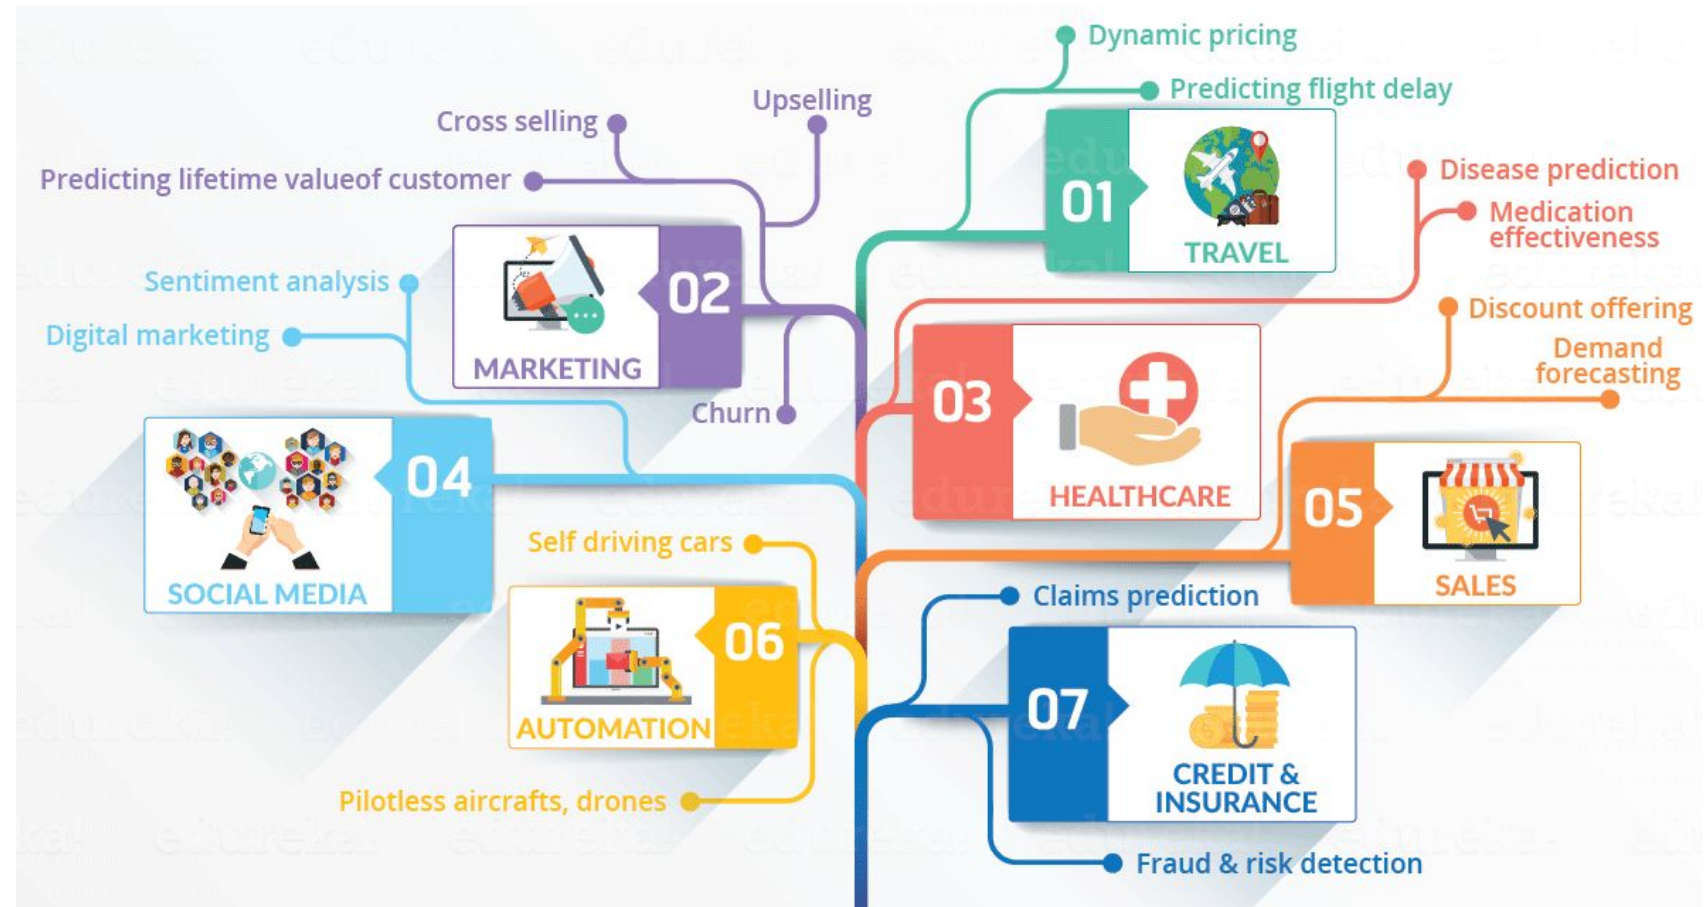 Dynamic pricing
Predicting flight delay
01
TRAVEL
Upselling
Cross selling
Predicting lifetime valueof customer
02
MARKETING
Churn
Disease prediction
Medication
effectiveness
03
HEALTHCARE
Sentiment analysis
Digital marketing
04
SOCIAL MEDIA
Discount offering
Demand
forecasting
05
SALES
Self driving cars
06
AUTOMATION
Pilotless aircrafts, drones
Claims prediction
07
CREDIT &
INSURANCE
Fraud & risk detection
edureka!